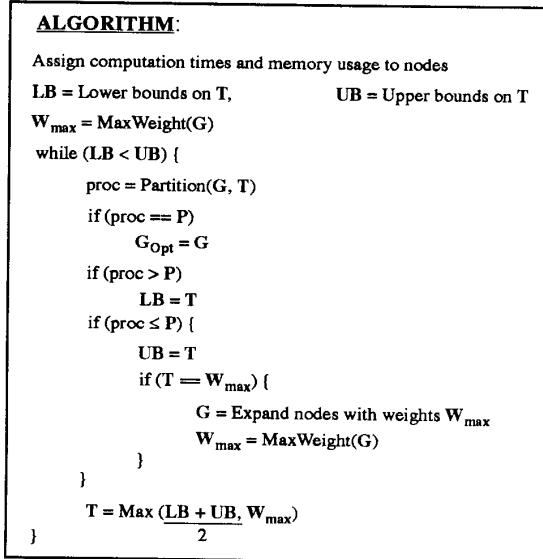 ALGORITHM:
Assign computation times and memory usage to nodes
LB = Lower bounds on T, UB = Upper bounds on T
Wmax = MaxWeight(G)
while (LB < UB) {
proc = Partition(G, T)
if (proc == P)
GOpt = G
if (proc > P)
LB = T
if (proc ≤ P) {
UB = T
if (T == Wmax) {
G = Expand nodes with weights Wmax
Wmax = MaxWeight(G)
}
}
T = Max (LB + UB, Wmax)
2
}